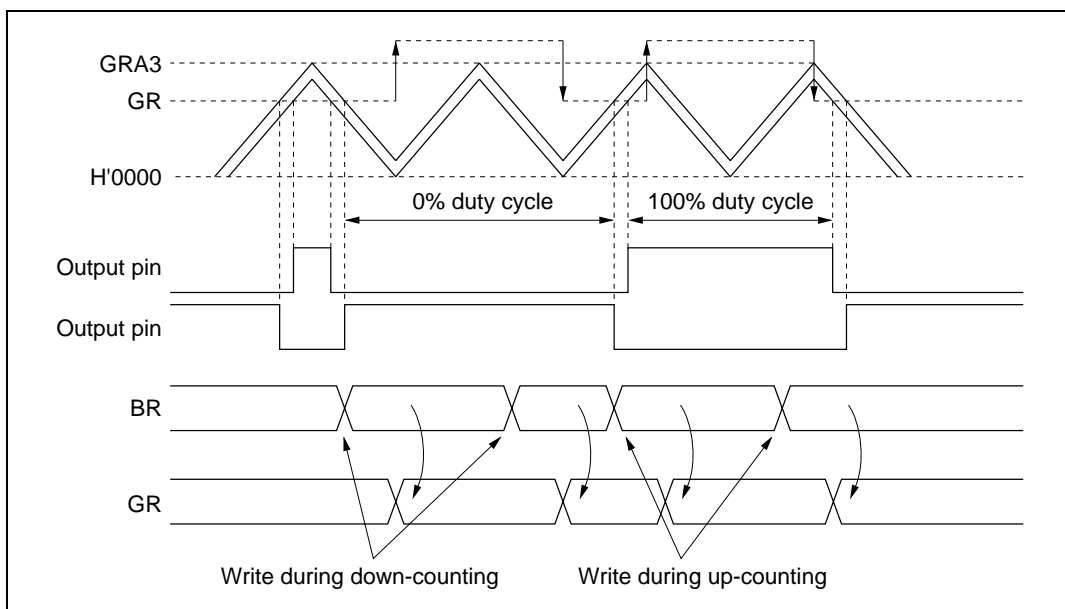 GRA3
GR
H'0000
0% duty cycle
100% duty cycle
Output pin
Output pin
BR
GR
Write during down-counting
Write during up-counting